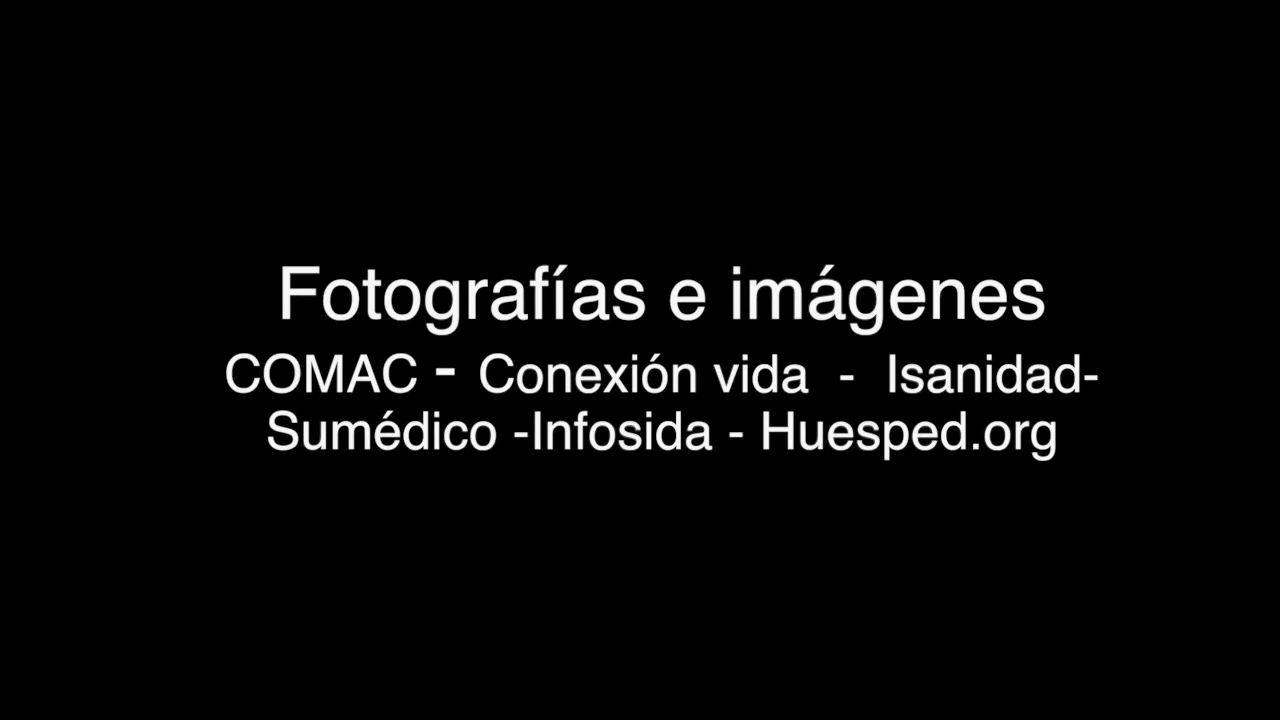 Fotografías e imágenes
COMAC - Conexión vida - Isanidad-
Sumédico -Infosida - Huesped.org